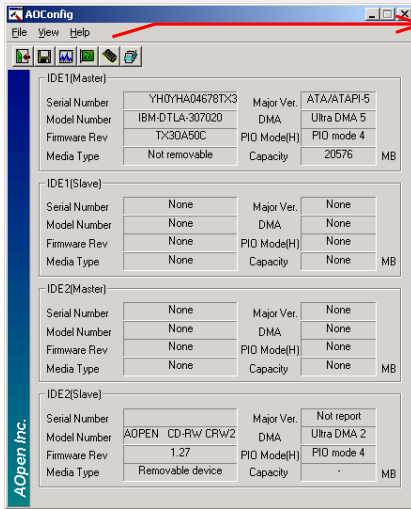 AOConfig
File View Help
IDE1(Master)
Serial Number YH0YHA04678TX3 Major Ver. ATA/ATAPI-5
Model Number IBM-DTLA-307020 DMA Ultra DMA 5
Firmware Rev TX3OA50C PIO Mode(H) PIO mode 4
Media Type Not removable Capacity 20576 MB
IDE1(Slave)
Serial Number None Major Ver. None
Model Number None DMA None
Firmware Rev None PIO Mode(H) None
Media Type None Capacity None MB
IDE2(Master)
Serial Number None Major Ver. None
Model Number None DMA None
Firmware Rev None PIO Mode(H) None
Media Type None Capacity None MB
IDE2(Slave)
Serial Number Major Ver. Not report
Model Number AOPEN CD-RW CRW2 DMA Ultra DMA 2
Firmware Rev 1.27 PIO Mode(H) PIO mode 4
Media Type Removable device Capacity - MB
AOpen Inc.